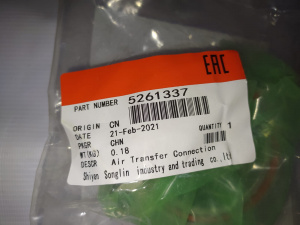 EAC
PART NUMBER 5261337
ORIGIN CN
DATE 21-Feb-2021
PKGR CHN QUANTITY 1
WT(KG) 0.18
DESCR Air Transfer Connection
Shiyan Songlin industry and trading co.,ltd